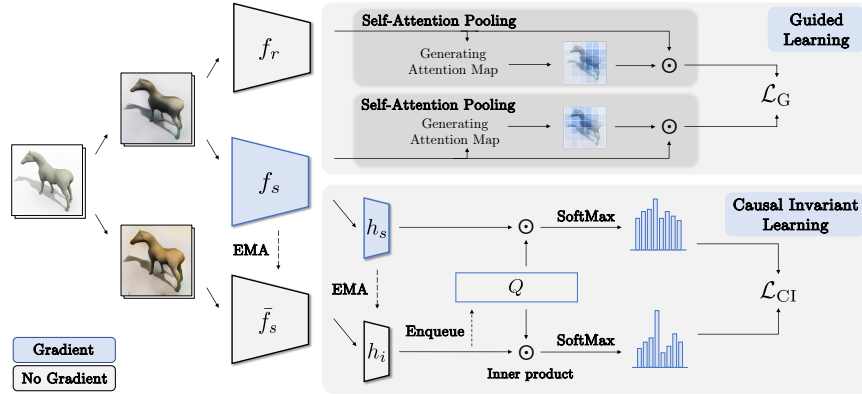 Self-Attention Pooling
Guided
Learning
f_r
Generating
Attention Map
⊙
ℒ_G
Self-Attention Pooling
Generating
Attention Map
⊙
f_s
EMA
f̄_s
h_s
⊙
SoftMax
Causal Invariant
Learning
EMA
Q
ℒ_CI
Enqueue
h_i
⊙
SoftMax
Inner product
Gradient
No Gradient